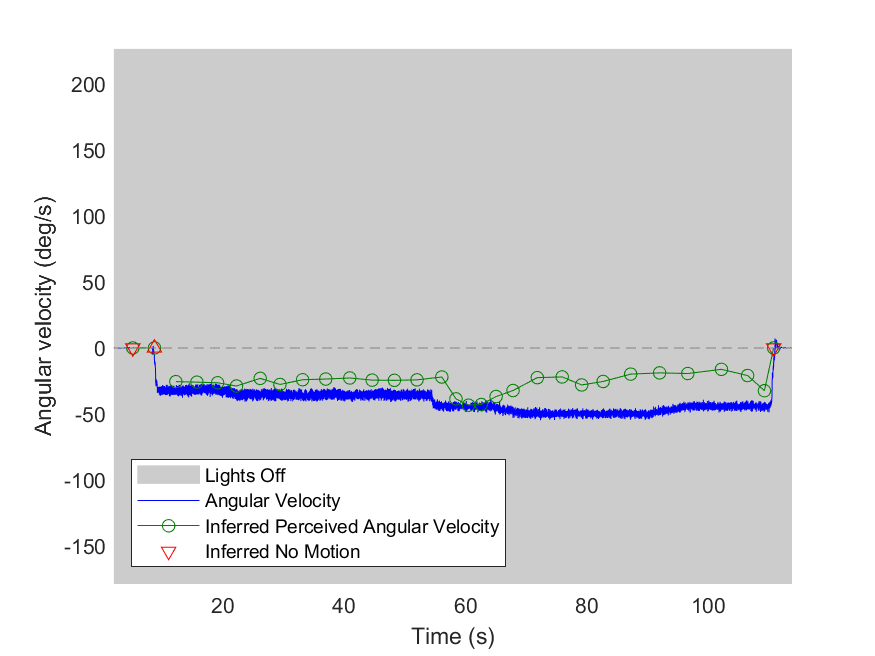 200
150
100
50
0
-50
-100
-150
Angular velocity (deg/s)
Lights Off
Angular Velocity
Inferred Perceived Angular Velocity
Inferred No Motion
20 40 60 80 100
Time (s)